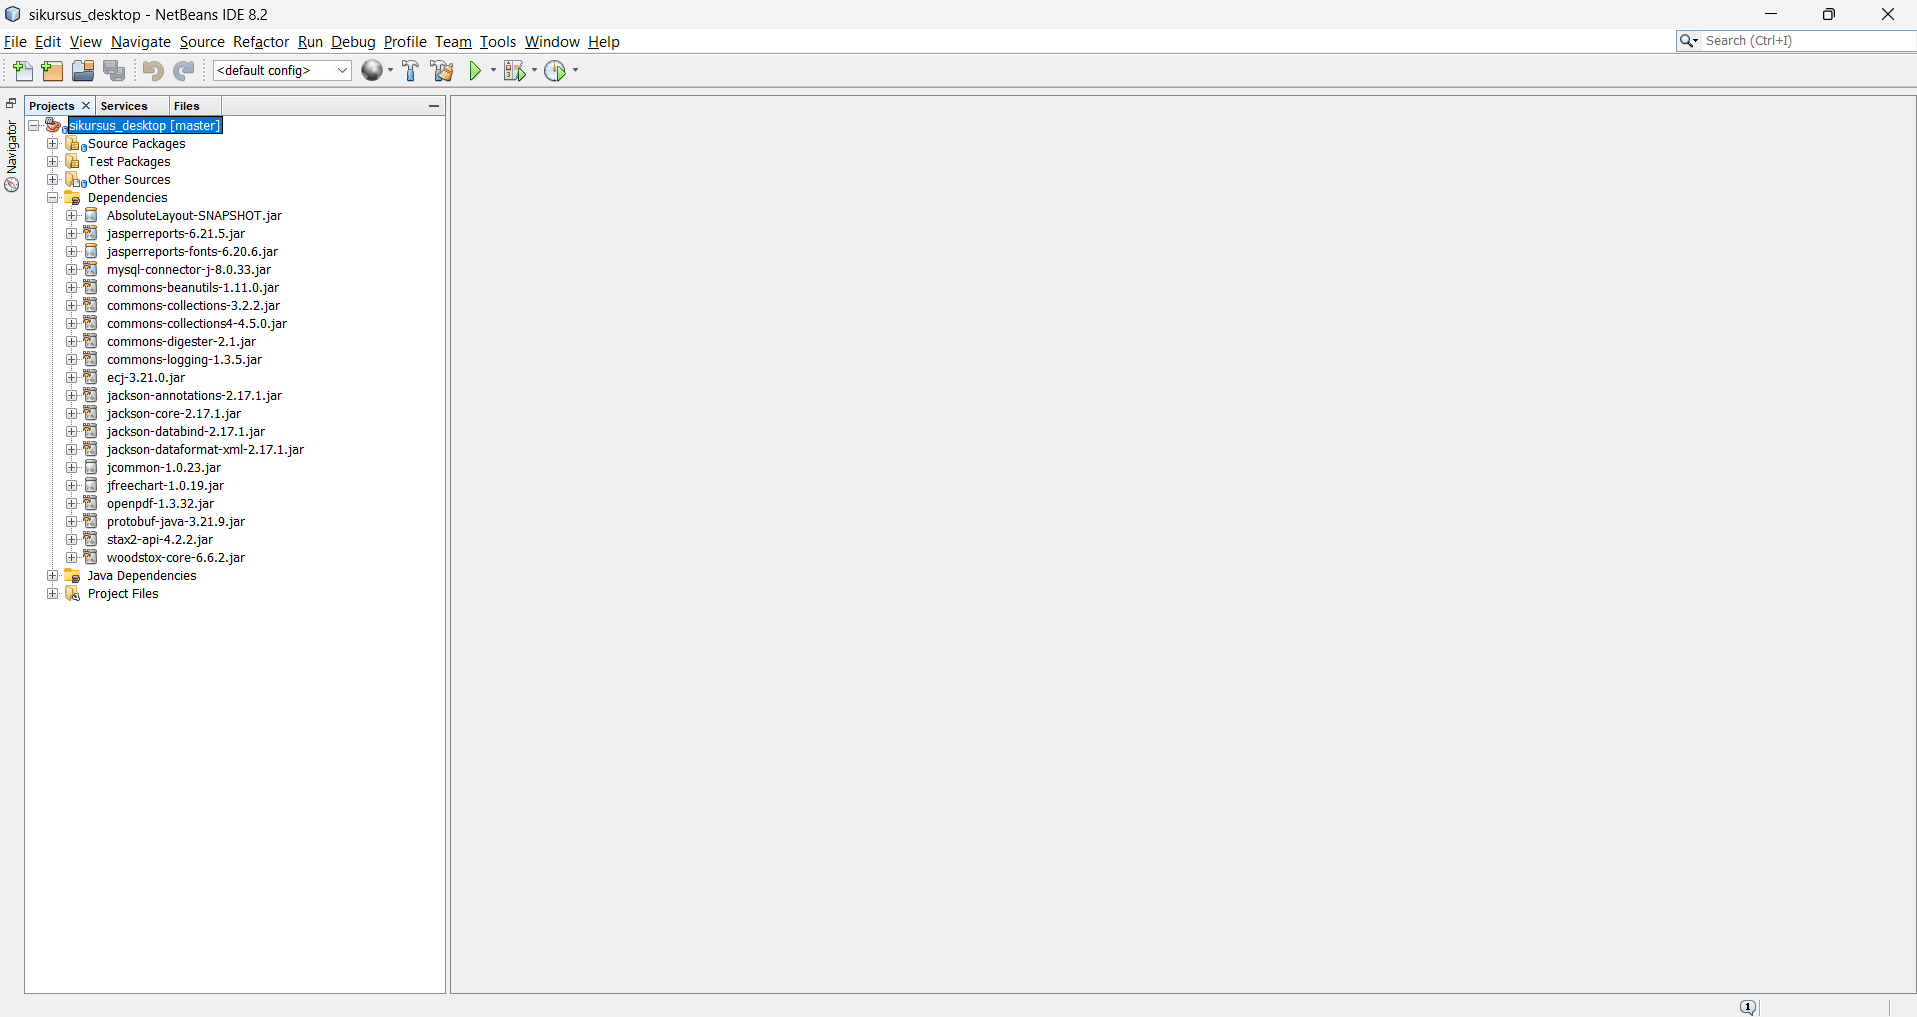 sikursus_desktop - NetBeans IDE 8.2
File Edit View Navigate Source Refactor Run Debug Profile Team Tools Window Help
Search (Ctrl+I)
<default config>
Projects Services Files
Navigator
sikursus_desktop [master]
Source Packages
Test Packages
Other Sources
Dependencies
AbsoluteLayout-SNAPSHOT.jar
jasperreports-6.21.5.jar
jasperreports-fonts-6.20.6.jar
mysql-connector-j-8.0.33.jar
commons-beanutils-1.11.0.jar
commons-collections-3.2.2.jar
commons-collections4-4.5.0.jar
commons-digester-2.1.jar
commons-logging-1.3.5.jar
ecj-3.21.0.jar
jackson-annotations-2.17.1.jar
jackson-core-2.17.1.jar
jackson-databind-2.17.1.jar
jackson-dataformat-xml-2.17.1.jar
jcommon-1.0.23.jar
jfreechart-1.0.19.jar
openpdf-1.3.32.jar
protobuf-java-3.21.9.jar
stax2-api-4.2.2.jar
woodstox-core-6.6.2.jar
Java Dependencies
Project Files
1